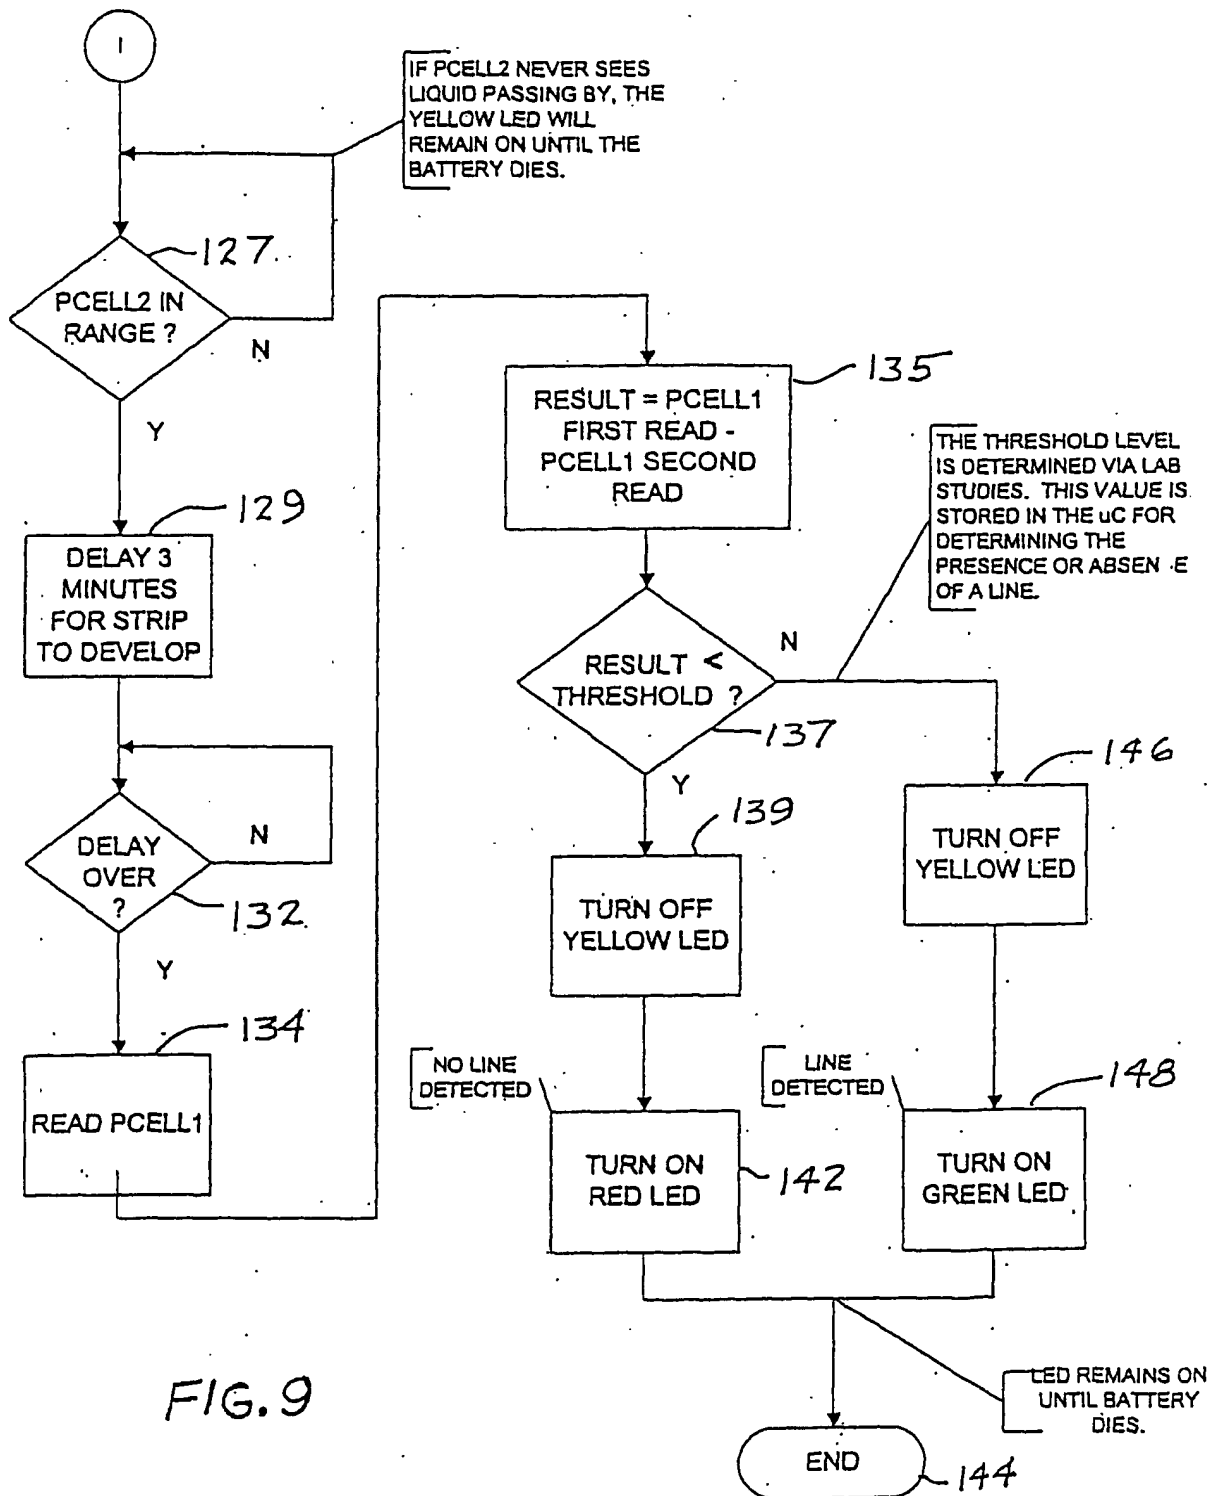 1
IF PCELL2 NEVER SEES
LIQUID PASSING BY, THE
YELLOW LED WILL
REMAIN ON UNTIL THE
BATTERY DIES.
127
PCELL2 IN
RANGE ?
N
Y
129
DELAY 3
MINUTES
FOR STRIP
TO DEVELOP
DELAY
OVER
?
N
132
Y
134
READ PCELL1
135
RESULT = PCELL1
FIRST READ -
PCELL1 SECOND
READ
THE THRESHOLD LEVEL
IS DETERMINED VIA LAB
STUDIES. THIS VALUE IS
STORED IN THE uC FOR
DETERMINING THE
PRESENCE OR ABSEN E
OF A LINE.
RESULT <
THRESHOLD ?
N
137
Y
139
TURN OFF
YELLOW LED
146
TURN OFF
YELLOW LED
NO LINE
DETECTED
TURN ON
RED LED
142
LINE
DETECTED
148
TURN ON
GREEN LED
LED REMAINS ON
UNTIL BATTERY
DIES.
END
144
FIG. 9